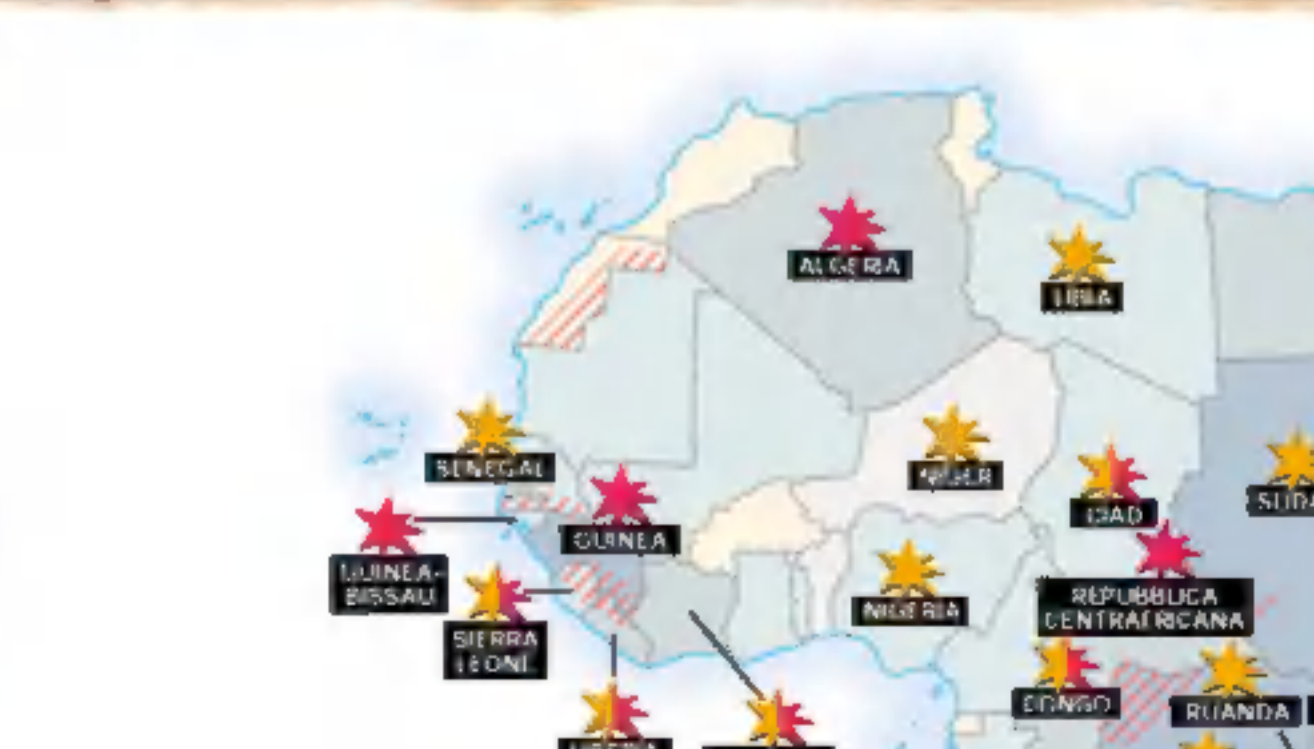 ALGERIA
LIBIA
SENEGAL
NIGER
CIAD
GUINEA
GUINEA-
BISSAU
NIGERIA
REPUBBLICA
CENTRAFRICANA
SIERRA
LEONE
CONGO
RUANDA